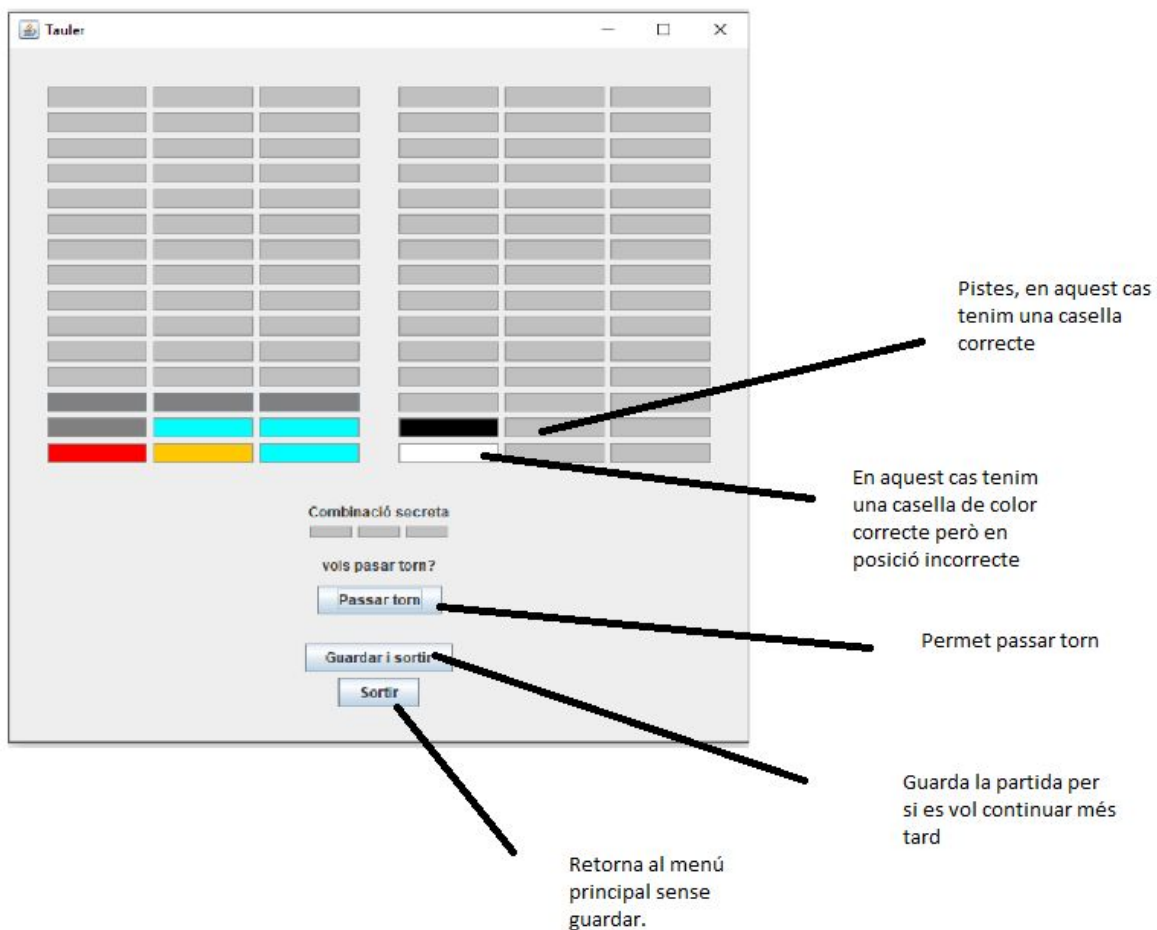 Tauler
Pistes, en aquest cas
tenim una casella
correcte
En aquest cas tenim
una casella de color
correcte però en
posició incorrecte
Combinació secreta
vols pasar torn?
Passar torn
Permet passar torn
Guardar i sortir
Sortir
Guarda la partida per
si es vol continuar més
tard
Retorna al menú
principal sense
guardar.